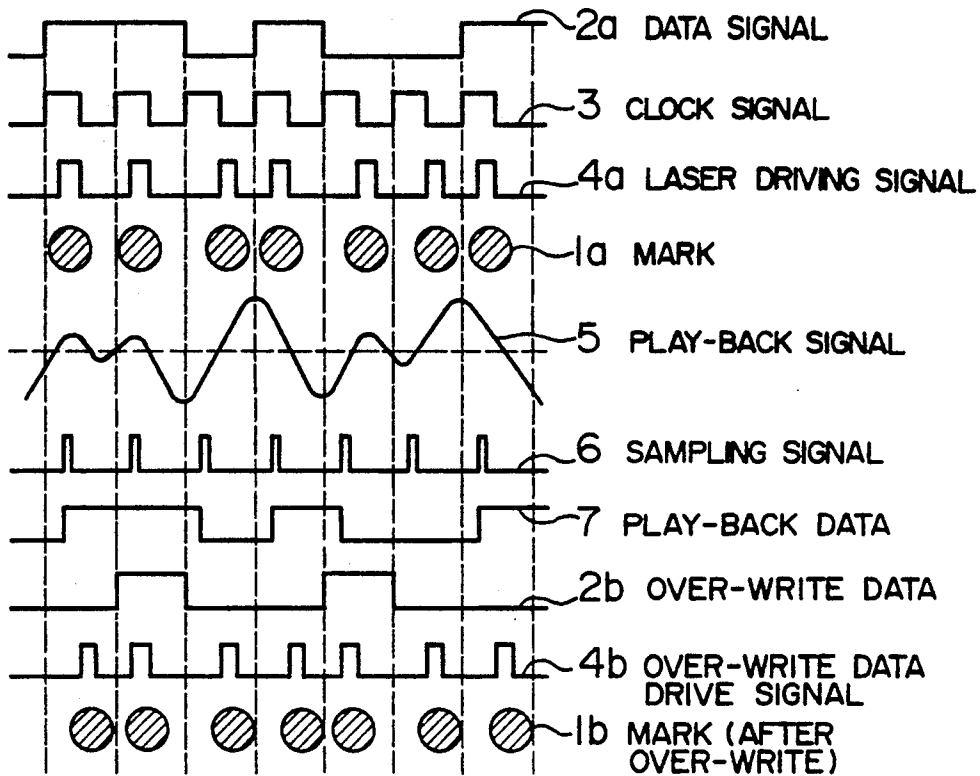 2a DATA SIGNAL
3 CLOCK SIGNAL
4a LASER DRIVING SIGNAL
1a MARK
5 PLAY-BACK SIGNAL
6 SAMPLING SIGNAL
7 PLAY-BACK DATA
2b OVER-WRITE DATA
4b OVER-WRITE DATA
DRIVE SIGNAL
1b MARK (AFTER
OVER-WRITE)